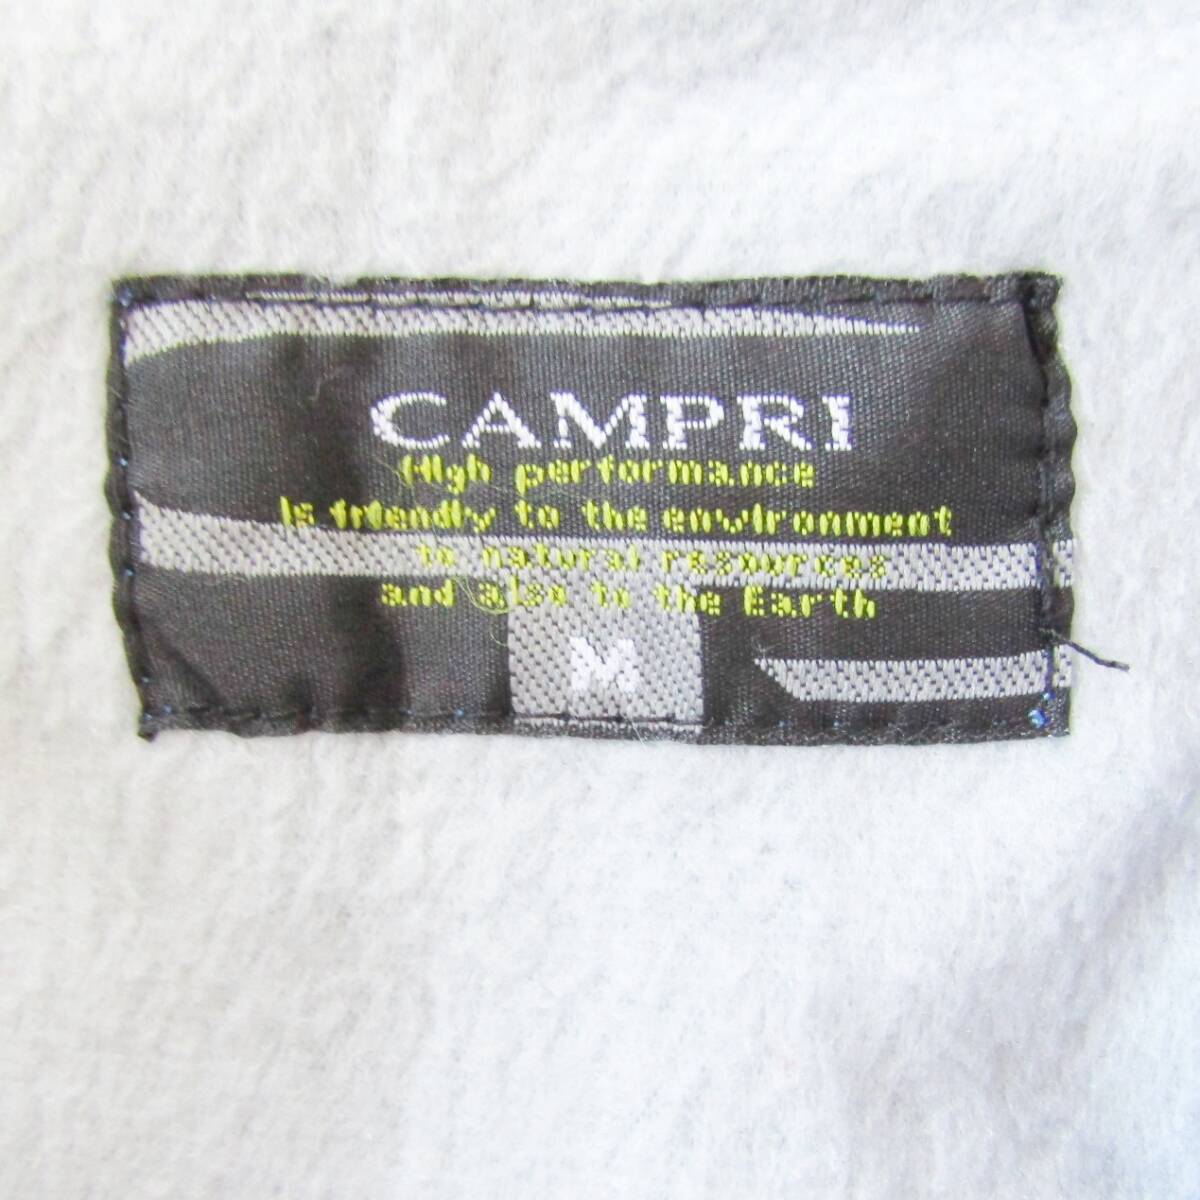 CAMPRI
High performance
Is friendly to the environment
to natural resources
and also to the Earth
M